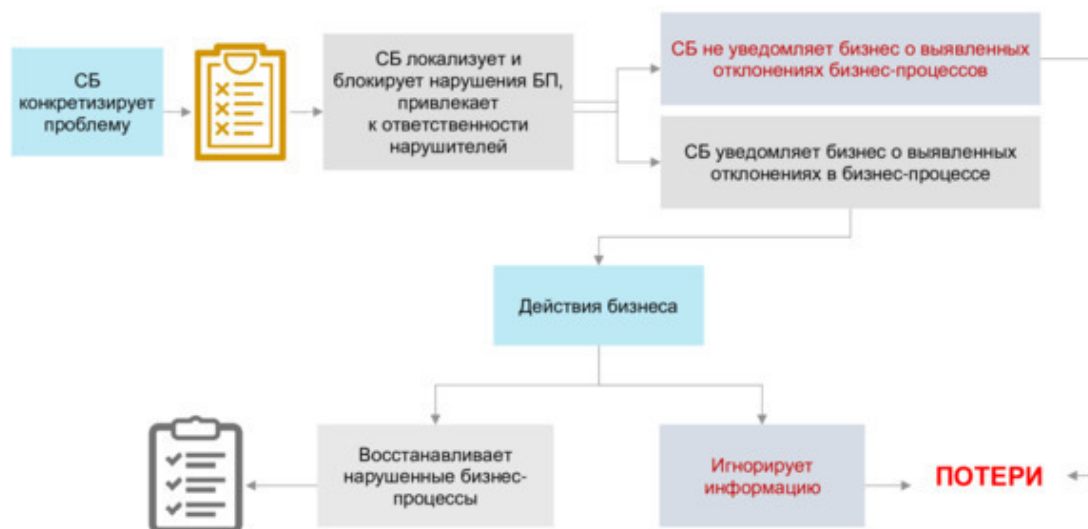 СБ
конкретизирует
проблему
СБ локализует и
блокирует нарушения БП,
привлекает
к ответственности
нарушителей
СБ не уведомляет бизнес о выявленных
отклонениях бизнес-процессов
СБ уведомляет бизнес о выявленных
отклонениях в бизнес-процессе
Действия бизнеса
Восстанавливает
нарушенные бизнес-
процессы
Игнорирует
информацию
ПОТЕРИ